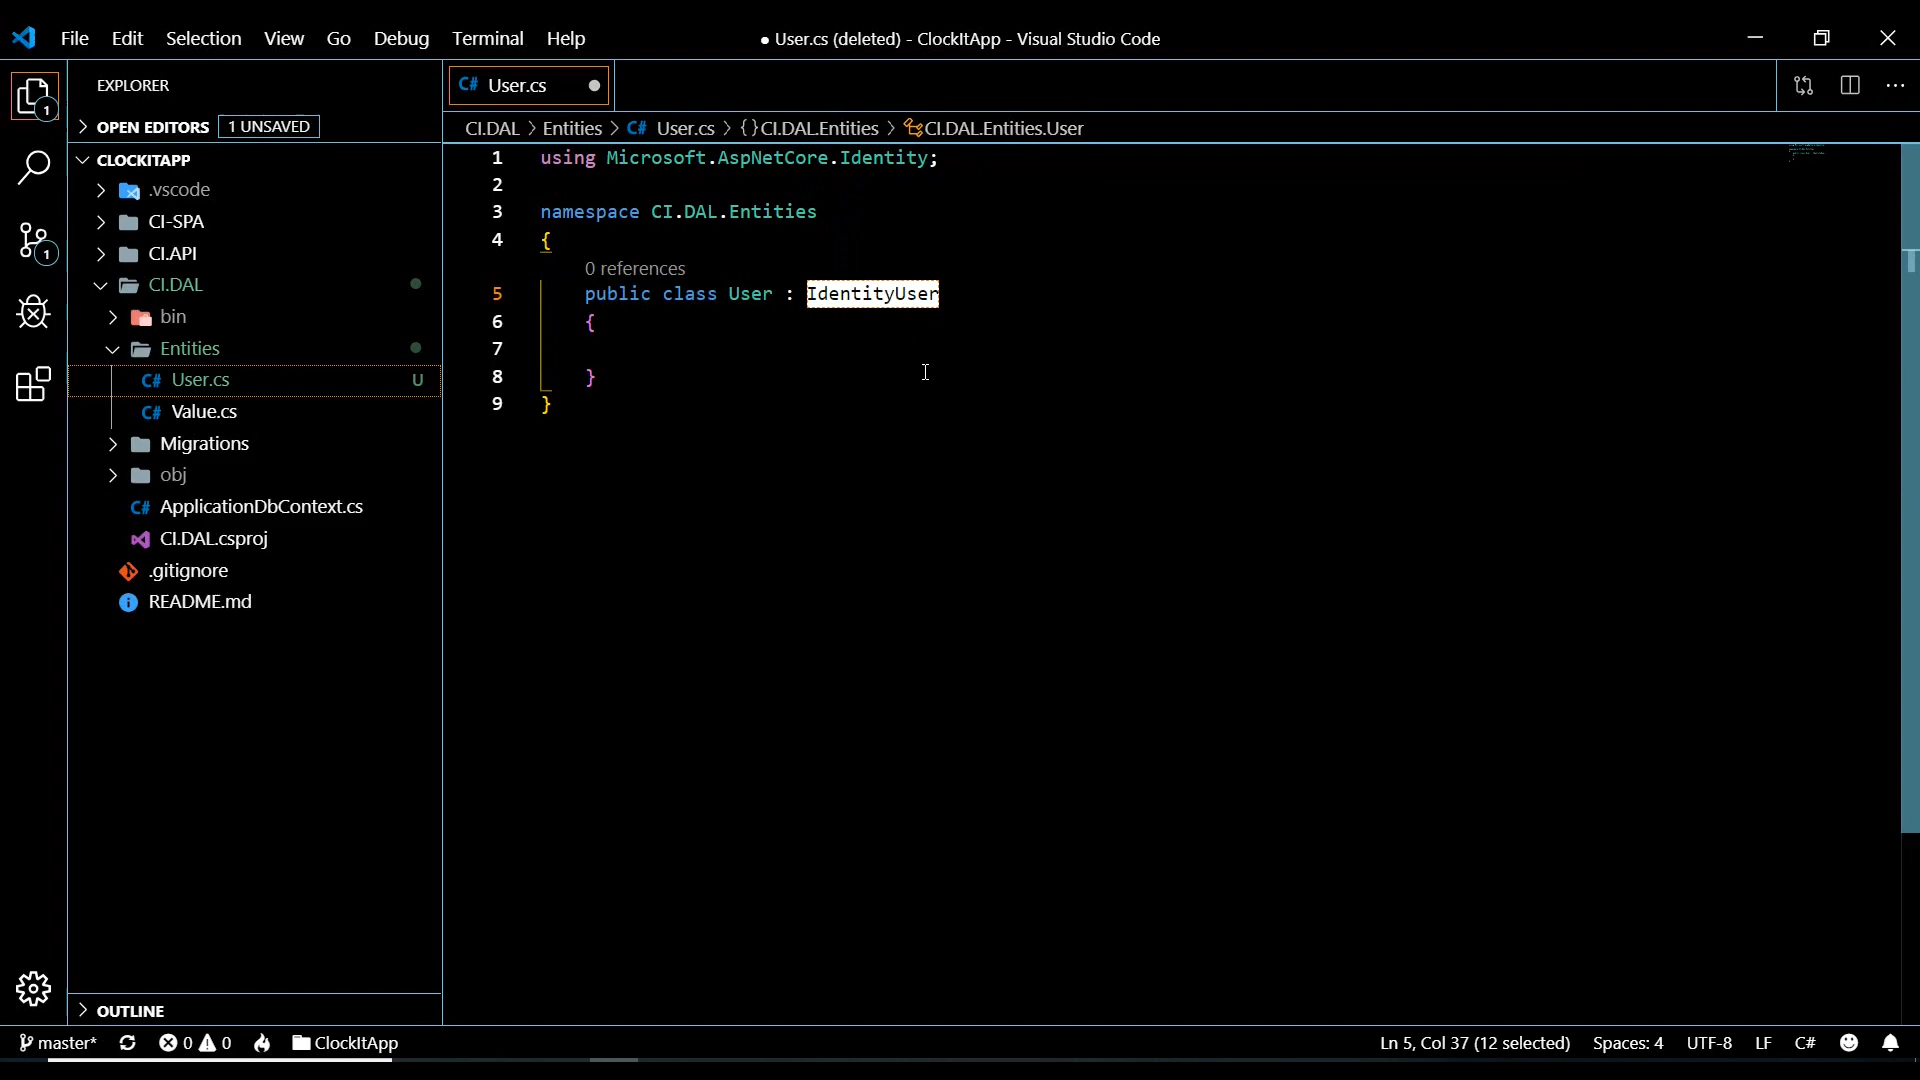 File Edit Selection View Go Debug Terminal Help
● User.cs (deleted) - ClockItApp - Visual Studio Code
EXPLORER
OPEN EDITORS 1 UNSAVED
CLOCKITAPP
.vscode
CI-SPA
CI.API
CI.DAL
bin
Entities
C# User.cs U
C# Value.cs
Migrations
obj
C# ApplicationDbContext.cs
CI.DAL.csproj
.gitignore
README.md
OUTLINE
1
1
C# User.cs
CI.DAL > Entities > C# User.cs > {} CI.DAL.Entities > CI.DAL.Entities.User
1 using Microsoft.AspNetCore.Identity;
2
3 namespace CI.DAL.Entities
4 {
0 references
5 public class User : IdentityUser
6 {
7
8 }
9 }
master* 0 0 ClockItApp
Ln 5, Col 37 (12 selected) Spaces: 4 UTF-8 LF C#